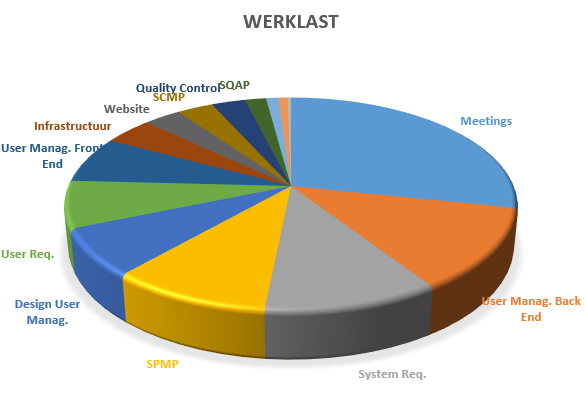 WERKLAST
Quality Control
SQAP
SCMP
Website
Meetings
Infrastructuur
User Manag. Front
End
User Req.
Design User
Manag.
User Manag. Back
End
SPMP
System Req.